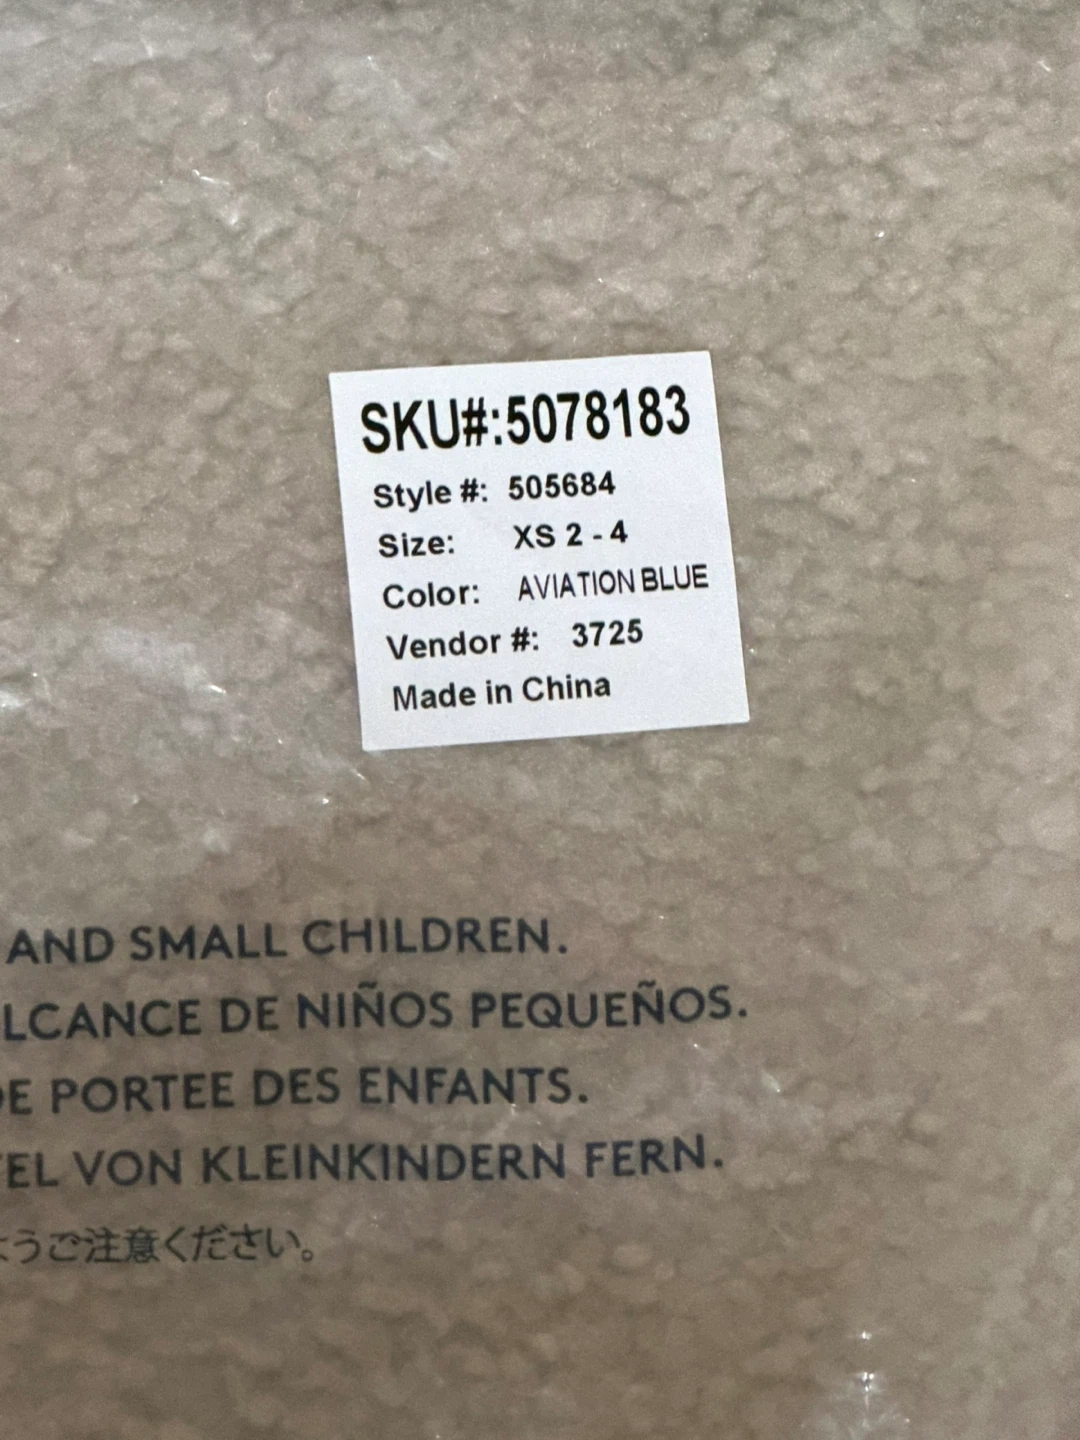 SKU#:5078183
Style #: 505684
Size: XS 2 - 4
Color: AVIATION BLUE
Vendor #: 3725
Made in China
AND SMALL CHILDREN.
LCANCE DE NIÑOS PEQUEÑOS.
DE PORTEE DES ENFANTS.
EL VON KLEINKINDERN FERN.
ようご注意ください。